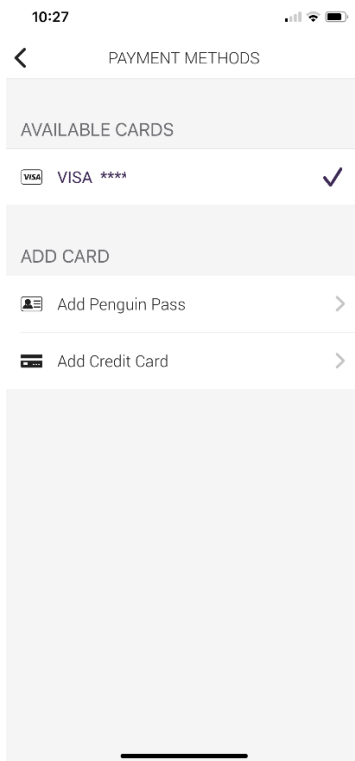 10:27
PAYMENT METHODS
AVAILABLE CARDS
VISA VISA ****
ADD CARD
Add Penguin Pass
Add Credit Card